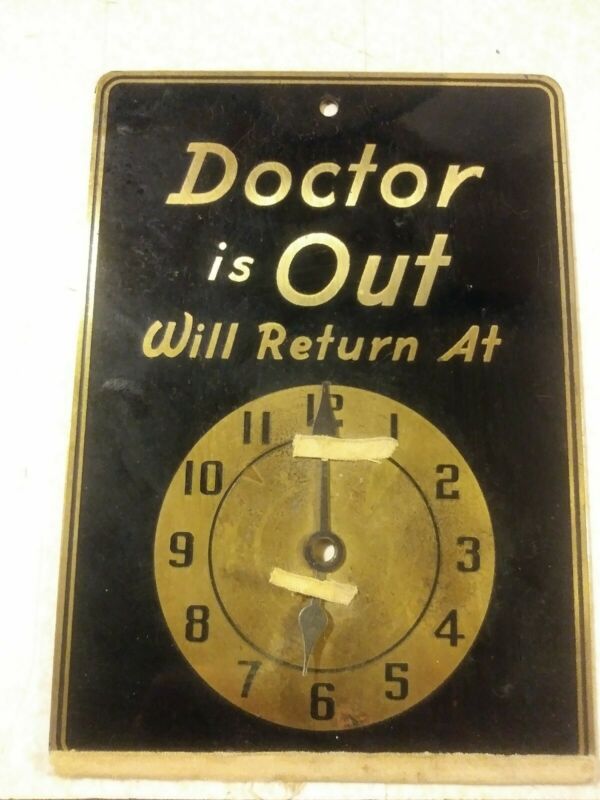 Doctor
is Out
Will Return At
12
11 1
10 2
9 3
8 4
7 5
6